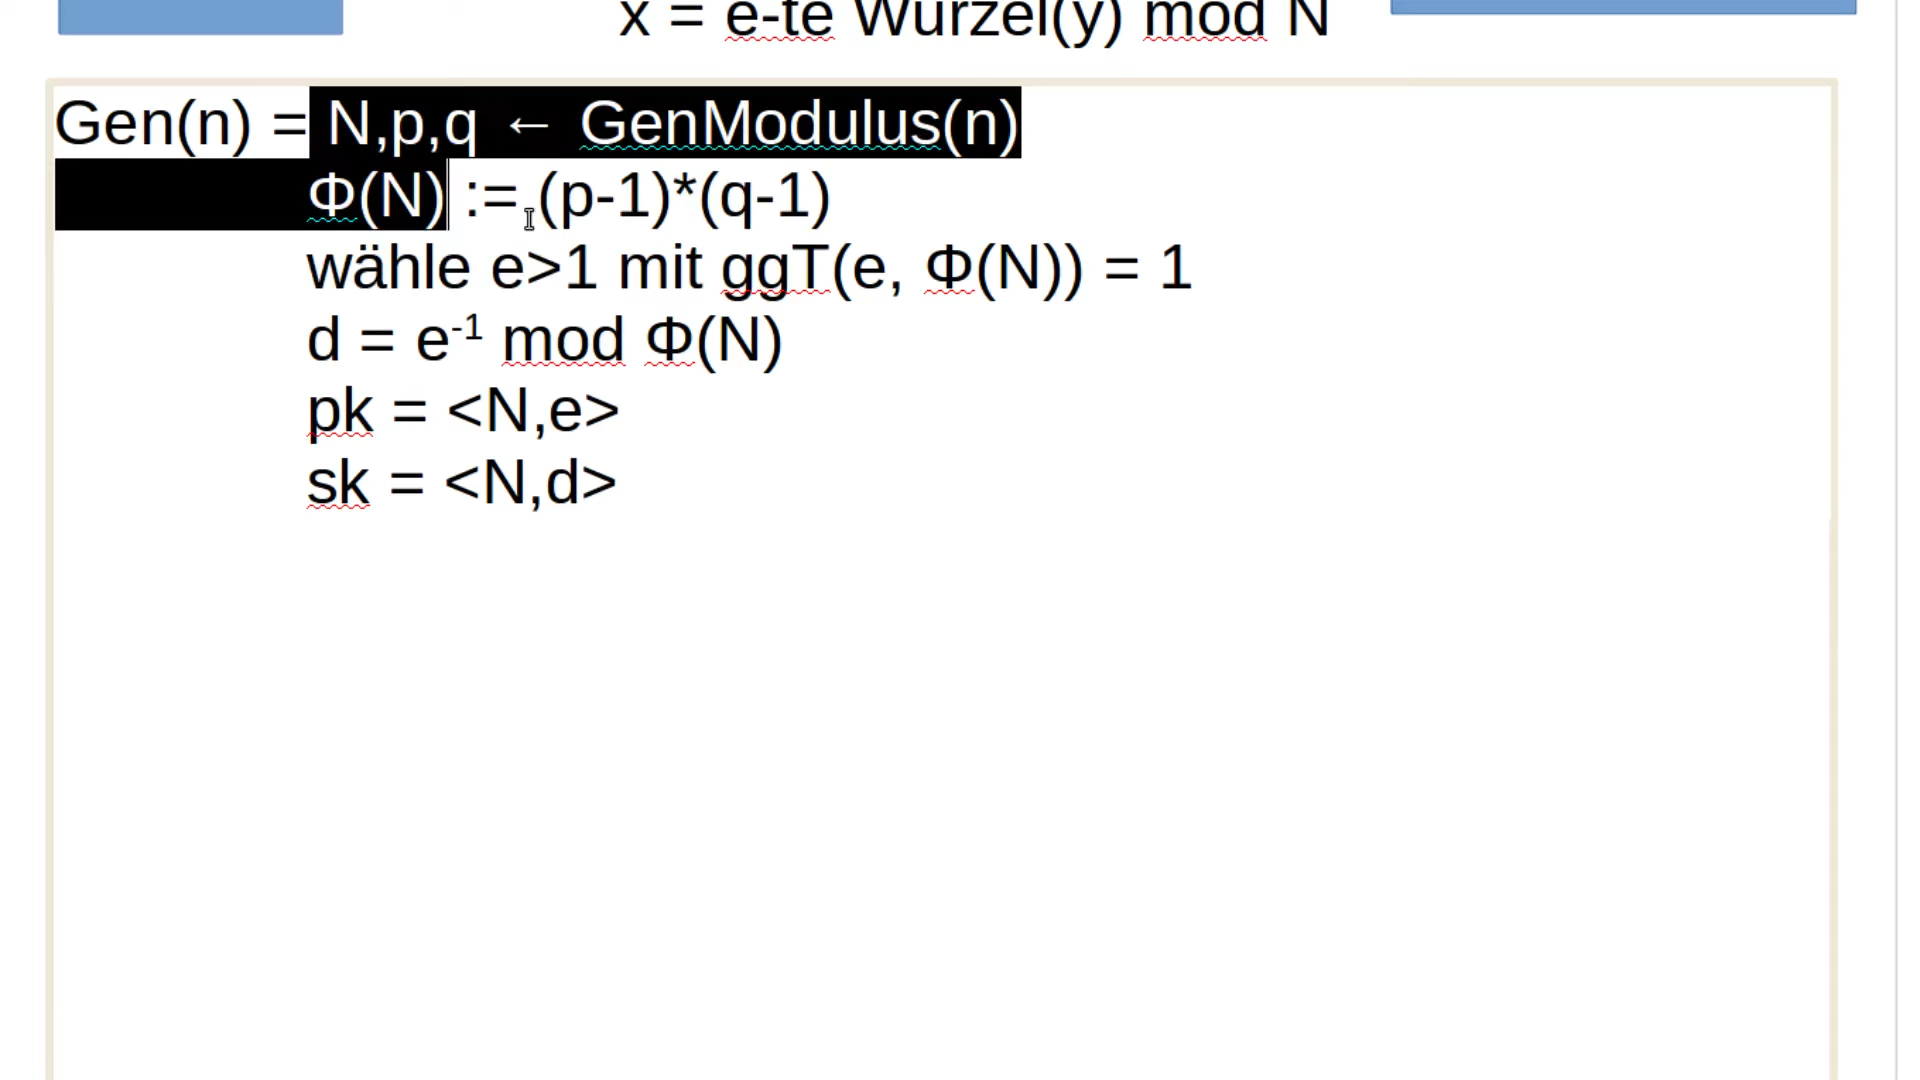 x = e-te Wurzel(y) mod N
Gen(n) = N,p,q ← GenModulus(n)
Φ(N) := (p-1)*(q-1)
wähle e>1 mit ggT(e, Φ(N)) = 1
d = e⁻¹ mod Φ(N)
pk = <N,e>
sk = <N,d>